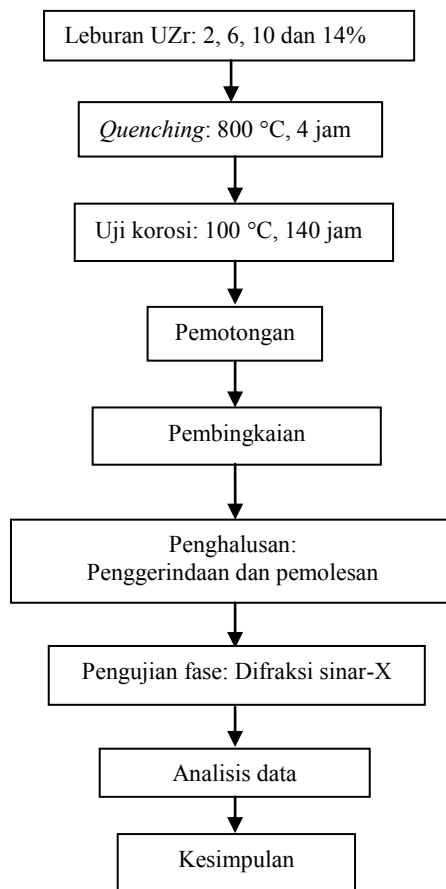 Leburan UZr: 2, 6, 10 dan 14%
Quenching: 800 °C, 4 jam
Uji korosi: 100 °C, 140 jam
Pemotongan
Pembingkaian
Penghalusan:
Penggerindaan dan pemolesan
Pengujian fase: Difraksi sinar-X
Analisis data
Kesimpulan